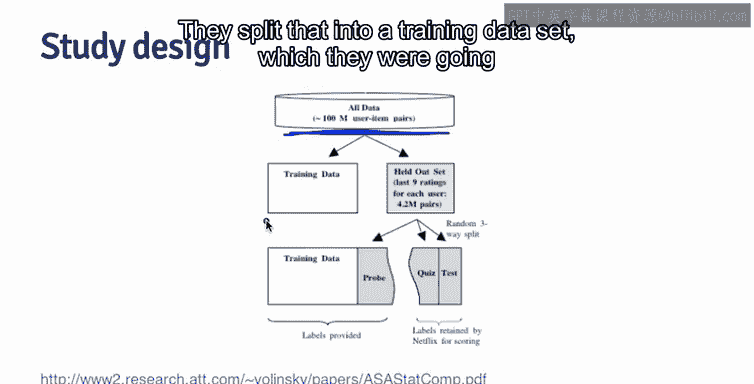 They split that into a training data set,
which they were going
Study design
All Data
(~ 100 M user-item pairs)
Training Data
Held Out Set
(last 9 ratings
for each user:
4.2M pairs)
Random 3-
way split
Training Data
Probe
Quiz
Test
Labels provided
Labels retained by
Netflix for scoring
http://www2.research.att.com/~volinsky/papers/ASAStatComp.pdf